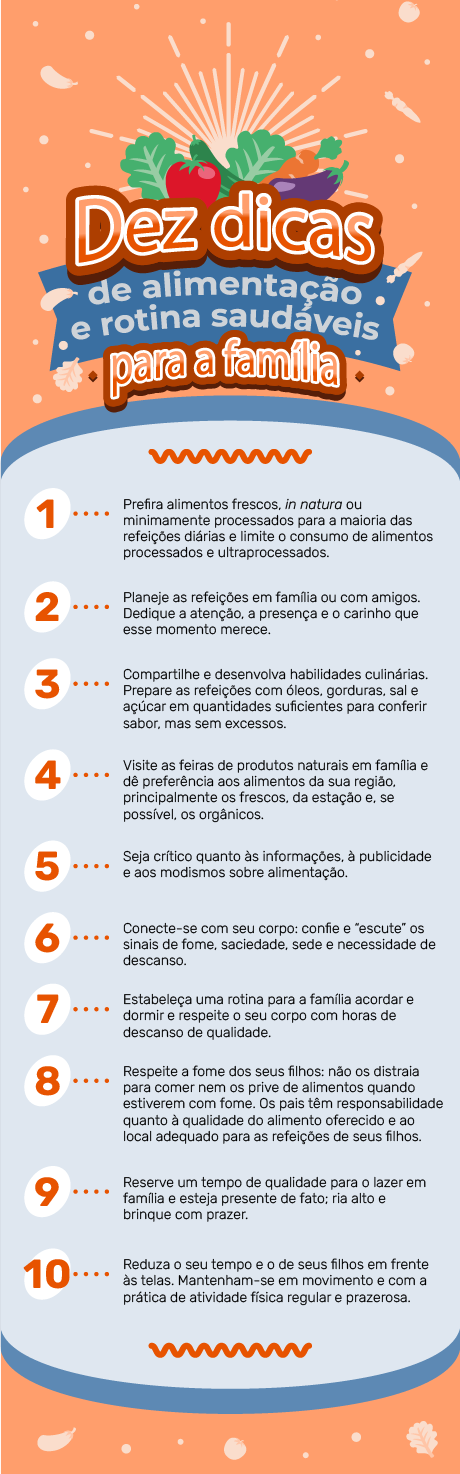 Dez dicas
de alimentação
e rotina saudáveis
para a família
1
Prefira alimentos frescos, in natura ou
minimamente processados para a maioria das
refeições diárias e limite o consumo de alimentos
processados e ultraprocessados.
2
Planeje as refeições em família ou com amigos.
Dedique a atenção, a presença e o carinho que
esse momento merece.
3
Compartilhe e desenvolva habilidades culinárias.
Prepare as refeições com óleos, gorduras, sal e
açúcar em quantidades suficientes para conferir
sabor, mas sem excessos.
4
Visite as feiras de produtos naturais em família e
dê preferência aos alimentos da sua região,
principalmente os frescos, da estação e, se
possível, os orgânicos.
5
Seja crítico quanto às informações, à publicidade
e aos modismos sobre alimentação.
6
Conecte-se com seu corpo: confie e “escute” os
sinais de fome, saciedade, sede e necessidade de
descanso.
7
Estabeleça uma rotina para a família acordar e
dormir e respeite o seu corpo com horas de
descanso de qualidade.
8
Respeite a fome dos seus filhos: não os distraia
para comer nem os prive de alimentos quando
estiverem com fome. Os pais têm responsabilidade
quanto à qualidade do alimento oferecido e ao
local adequado para as refeições de seus filhos.
9
Reserve um tempo de qualidade para o lazer em
família e esteja presente de fato; ria alto e
brinque com prazer.
10
Reduza o seu tempo e o de seus filhos em frente
às telas. Mantenham-se em movimento e com a
prática de atividade física regular e prazerosa.